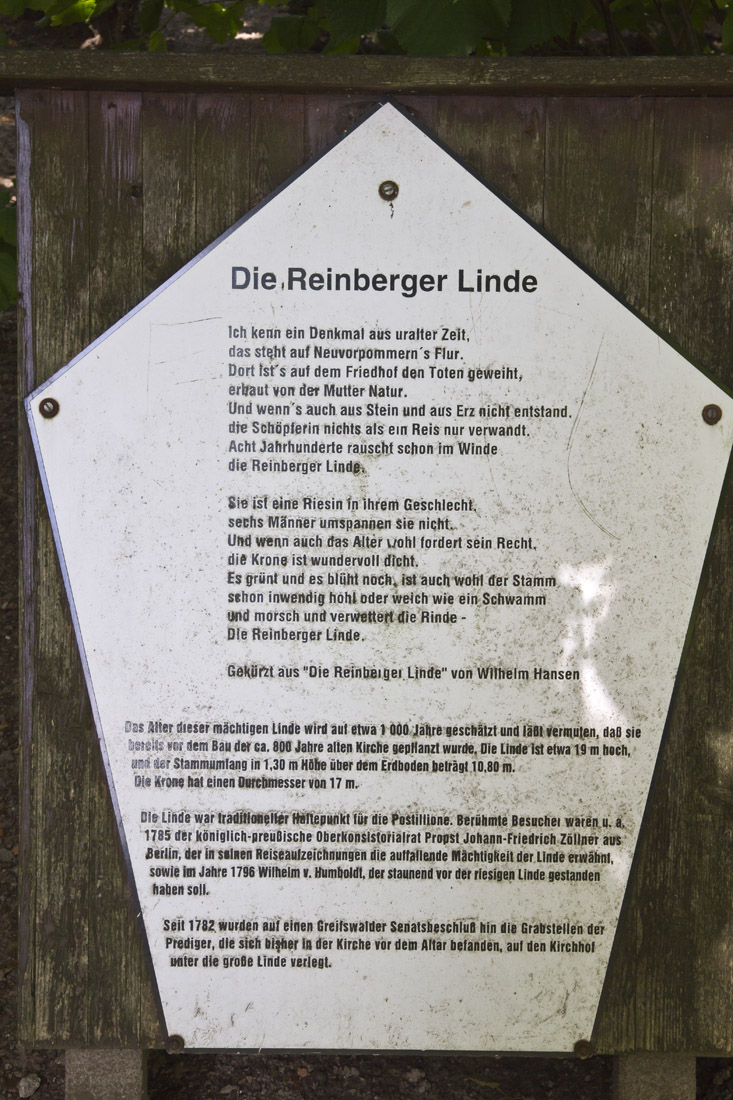 Die Reinberger Linde
Ich kenn ein Denkmal aus uralter Zeit,
das steht auf Neuvorpommern´s Flur.
Dort ist´s auf dem Friedhof den Toten geweiht,
erbaut von der Mutter Natur.
Und wenn´s auch aus Stein und aus Erz nicht entstand,
die Schöpferin nichts als ein Reis nur verwandt.
Acht Jahrhunderte rauscht schon im Winde
die Reinberger Linde.
Sie ist eine Riesin in ihrem Geschlecht,
sechs Männer umspannen sie nicht.
Und wenn auch das Alter wohl fordert sein Recht,
die Krone ist wundervoll dicht.
Es grünt und es blüht noch, ist auch wohl der Stamm
schon inwendig hohl oder weich wie ein Schwamm
und morsch und verwettert die Rinde -
Die Reinberger Linde.
Gekürzt aus "Die Reinberger Linde" von Wilhelm Hansen
Das Alter dieser mächtigen Linde wird auf etwa 1 000 Jahre geschätzt und läßt vermuten, daß sie
bereits vor dem Bau der ca. 800 Jahre alten Kirche gepflanzt wurde. Die Linde ist etwa 19 m hoch,
und der Stammumfang in 1,30 m Höhe über dem Erdboden beträgt 10,80 m.
Die Krone hat einen Durchmesser von 17 m.
Die Linde war traditioneller Haltepunkt für die Postillione. Berühmte Besucher waren u. a.
1785 der königlich-preußische Oberkonsistorialrat Propst Johann-Friedrich Zöllner aus
Berlin, der in seinen Reiseaufzeichnungen die auffallende Mächtigkeit der Linde erwähnt,
sowie im Jahre 1796 Wilhelm v. Humboldt, der staunend vor der riesigen Linde gestanden
haben soll.
Seit 1782 wurden auf einen Greifswalder Senatsbeschluß hin die Grabstellen der
Prediger, die sich bisher in der Kirche vor dem Altar befanden, auf den Kirchhof
unter die große Linde verlegt.